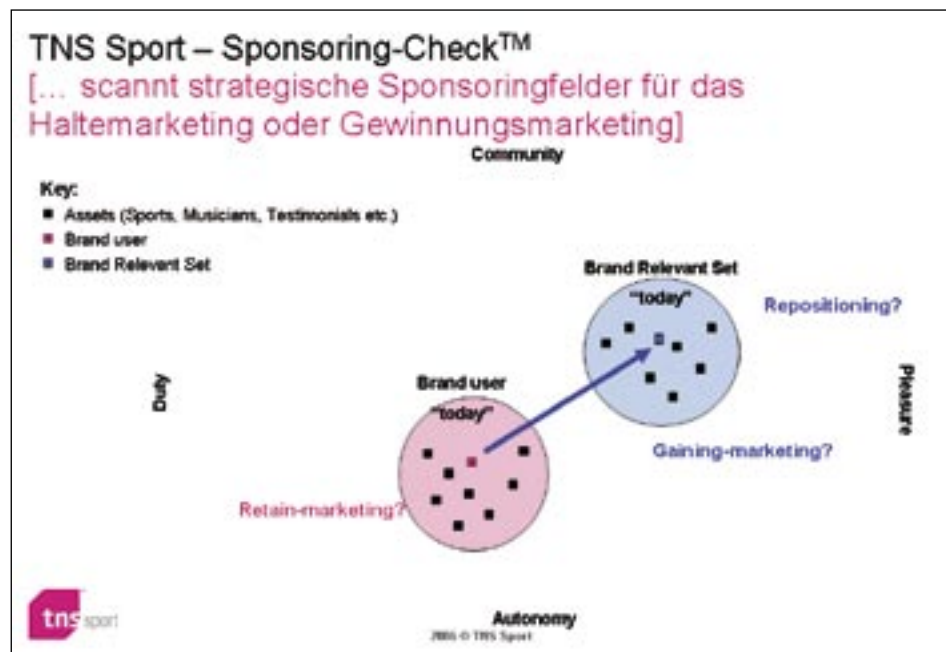 TNS Sport – Sponsoring-Check™
[... scannt strategische Sponsoringfelder für das
Haltemarketing oder Gewinnungsmarketing]
Community
Key:
Assets (Sports, Musicians, Testimonials etc.)
Brand user
Brand Relevant Set
Brand Relevant Set
"today"
Repositioning?
Duty
Pleasure
Brand user
"today"
Gaining-marketing?
Retain-marketing?
tns sport
Autonomy
2006 © TNS Sport